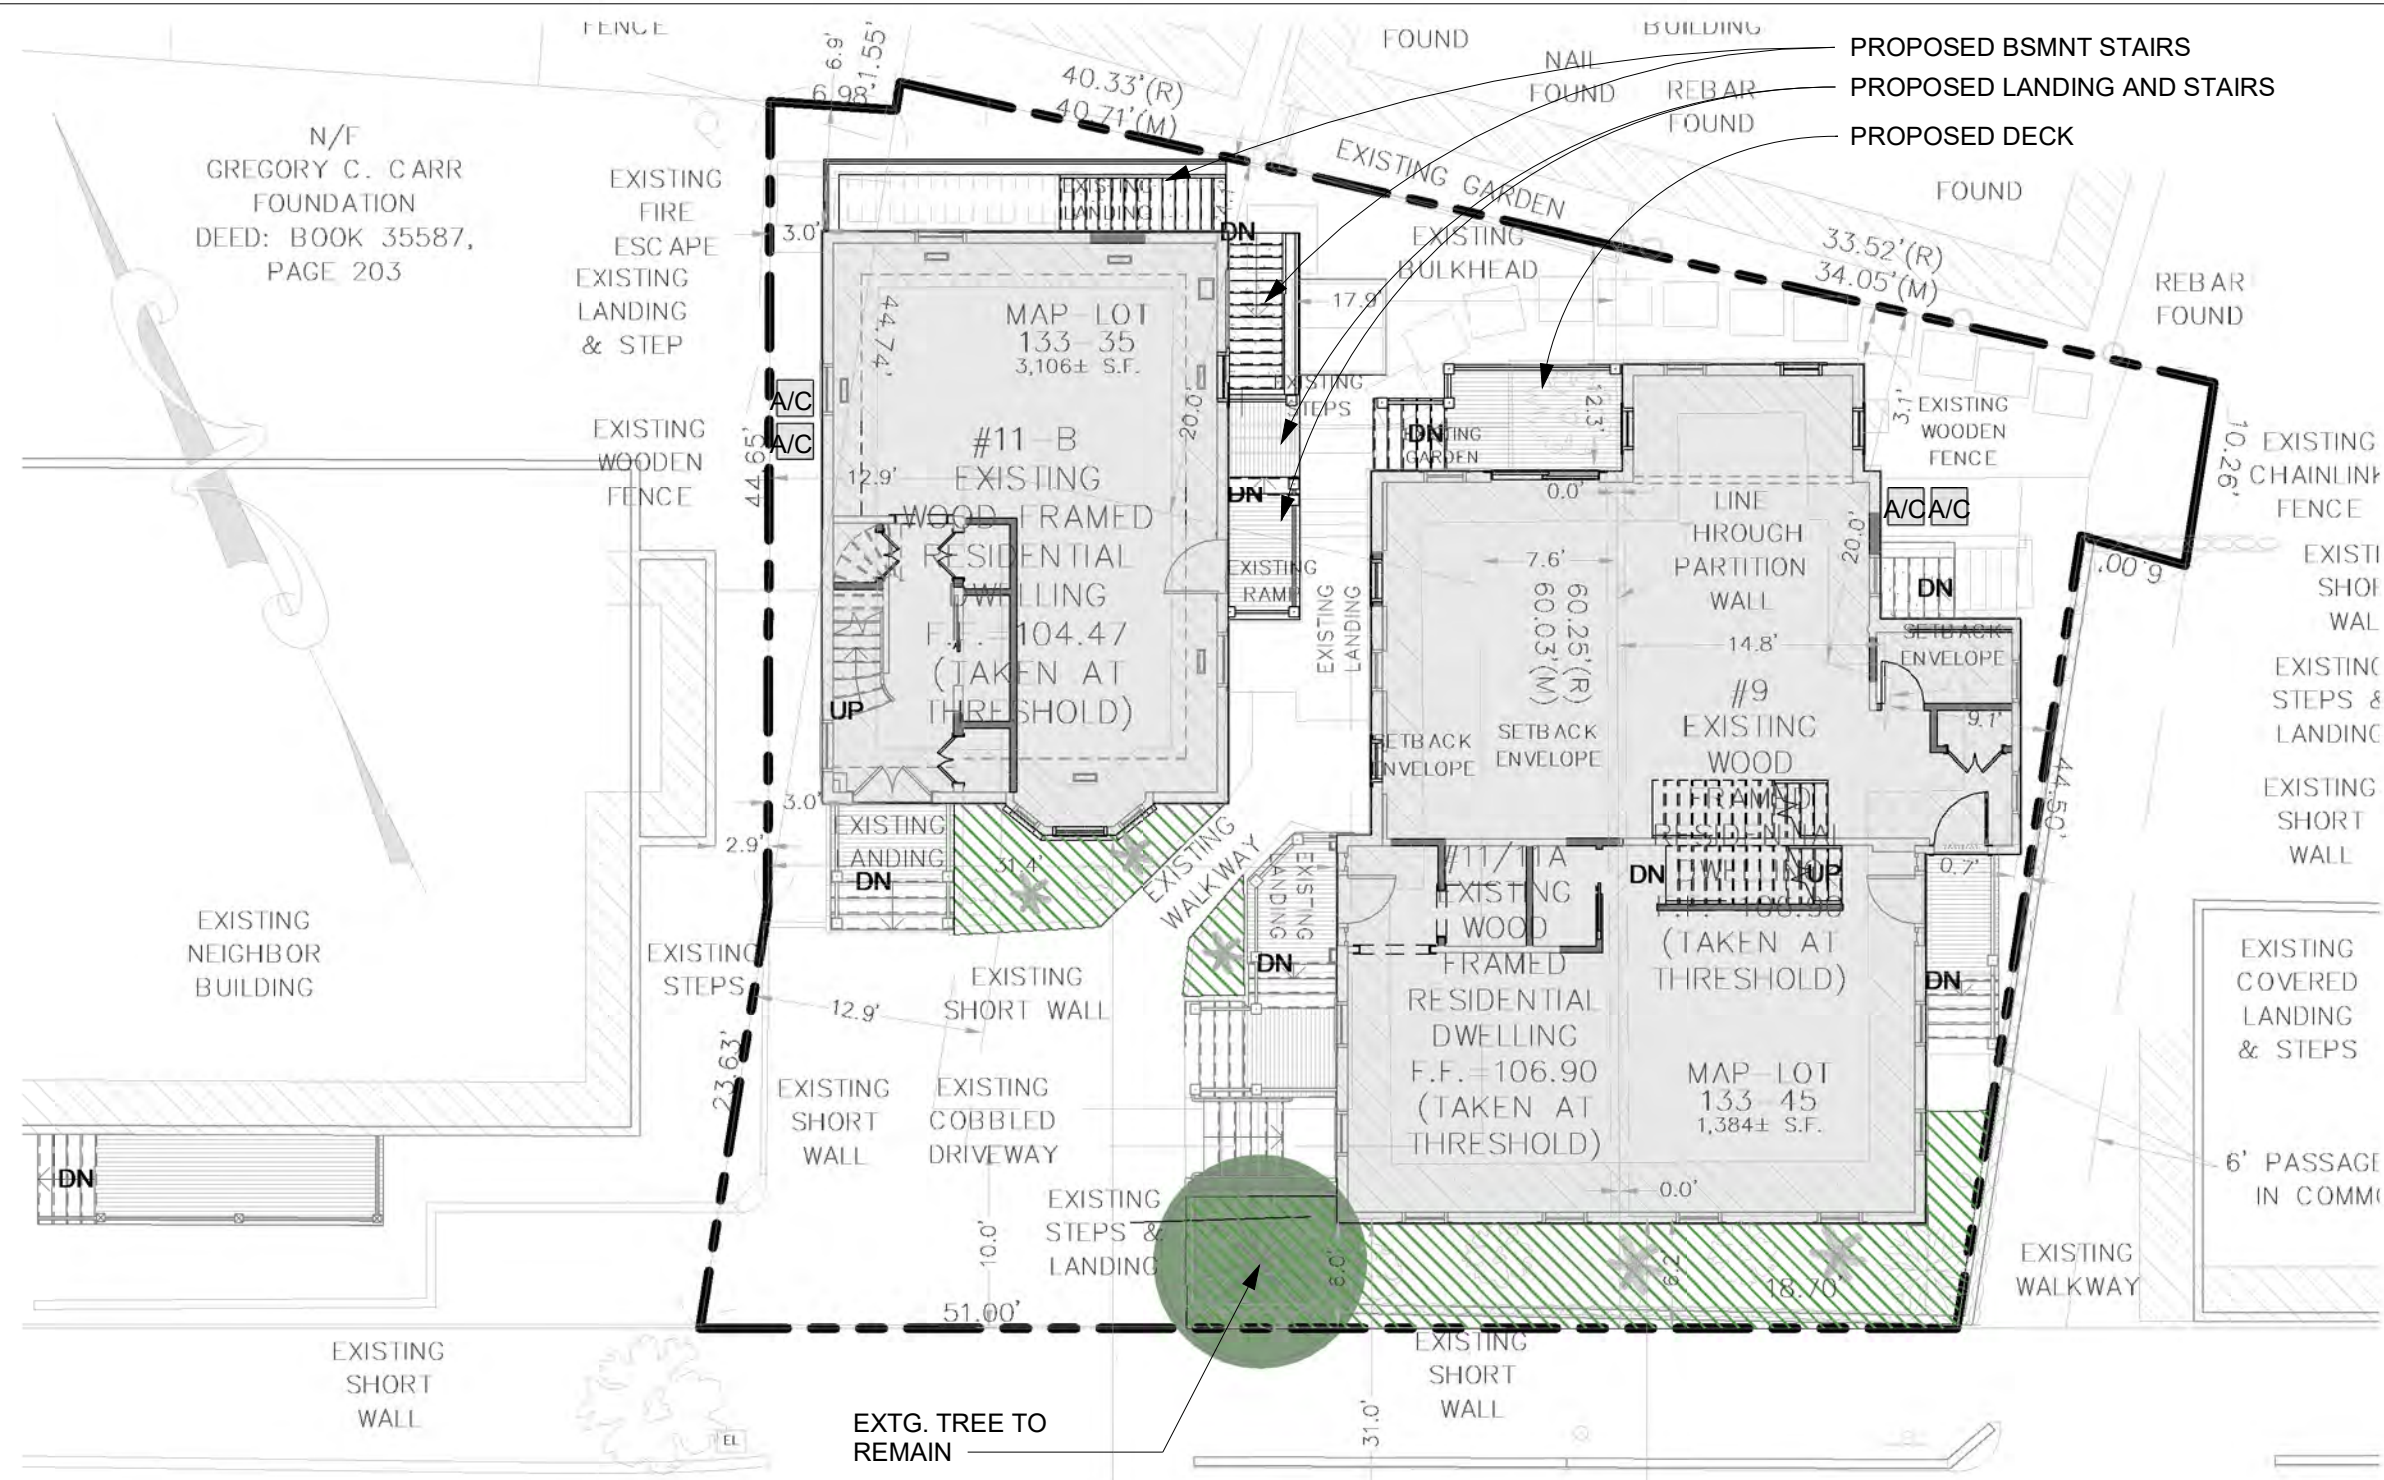 FENCE
6.9'
1.55'
6.98'
40.33'(R)
40.71'(M)
FOUND
BUILDING
NAIL
FOUND
REBAR
FOUND
PROPOSED BSMNT STAIRS
PROPOSED LANDING AND STAIRS
PROPOSED DECK
FOUND
EXISTING GARDEN
33.52'(R)
34.05'(M)
REBAR
FOUND
N/F
GREGORY C. CARR
FOUNDATION
DEED: BOOK 35587,
PAGE 203
EXISTING
FIRE
ESCAPE
EXISTING
LANDING
& STEP
EXISTING
WOODEN
FENCE
3.0'
EXISTING
LANDING
DN
EXISTING
BULKHEAD
17.9'
44.74'
MAP-LOT
133-35
3,106± S.F.
EXISTING
STEPS
A/C
A/C
44.65'
12.9'
20.0'
#11-B
EXISTING
WOOD FRAMED
RESIDENTIAL
DWELLING
F.F.=104.47
(TAKEN AT
THRESHOLD)
UP
DN
EXISTING
RAMP
EXISTING
LANDING
DN
EXISTING
GARDEN
12.3'
3.1'
EXISTING
WOODEN
FENCE
10.26'
EXISTING
CHAINLINK
FENCE
0.0'
7.6'
60.25'(R)
60.03'(M)
LINE
THROUGH
PARTITION
WALL
20.0'
A/C
A/C
DN
6.00'
14.8'
SETBACK
ENVELOPE
SETBACK
ENVELOPE
SETBACK
ENVELOPE
9.1'
44.50'
EXISTING
STEPS &
LANDING
EXISTING
SHORT
WALL
#9
EXISTING
WOOD
FRAMED
RESIDENTIAL
(TAKEN AT
THRESHOLD)
DN
UP
0.7'
DN
3.0'
2.9'
EXISTING
LANDING
DN
31.4'
EXISTING
WALKWAY
EXISTING
LANDING
DN
#11/11A
EXISTING
WOOD
FRAMED
RESIDENTIAL
DWELLING
F.F.=106.90
(TAKEN AT
THRESHOLD)
MAP-LOT
133-45
1,384± S.F.
EXISTING
NEIGHBOR
BUILDING
EXISTING
STEPS
EXISTING
SHORT WALL
12.9'
23.63'
EXISTING
SHORT
WALL
EXISTING
COBBLED
DRIVEWAY
DN
10.0'
EXISTING
STEPS &
LANDING
51.00'
0.0'
6.2'
18.70'
EXISTING
COVERED
LANDING
& STEPS
6' PASSAGE
EXISTING
WALKWAY
EXISTING
SHORT
WALL
EL
EXTG. TREE TO
REMAIN
31.0'
EXISTING
SHORT
WALL